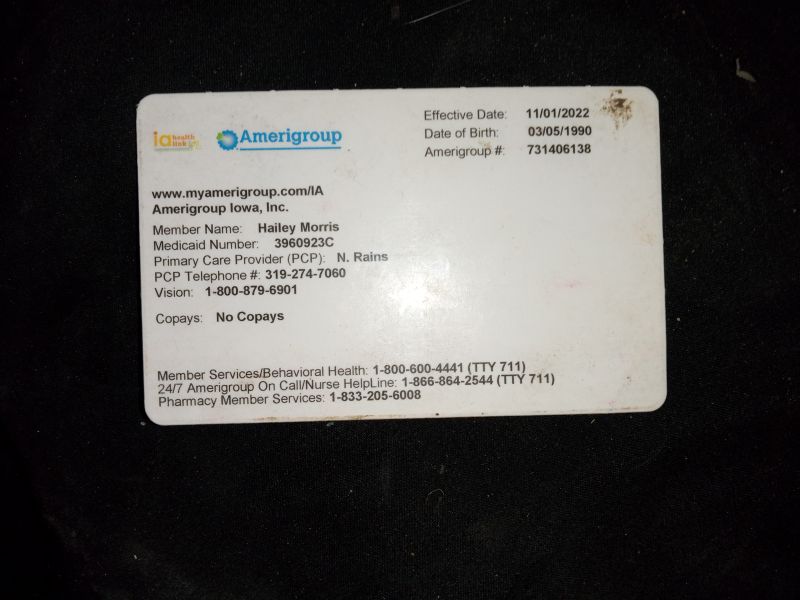 ia health link
Amerigroup
Effective Date: 11/01/2022
Date of Birth: 03/05/1990
Amerigroup #: 731406138
www.myamerigroup.com/IA
Amerigroup Iowa, Inc.
Member Name: Hailey Morris
Medicaid Number: 3960923C
Primary Care Provider (PCP): N. Rains
PCP Telephone #: 319-274-7060
Vision: 1-800-879-6901
Copays: No Copays
Member Services/Behavioral Health: 1-800-600-4441 (TTY 711)
24/7 Amerigroup On Call/Nurse HelpLine: 1-866-864-2544 (TTY 711)
Pharmacy Member Services: 1-833-205-6008